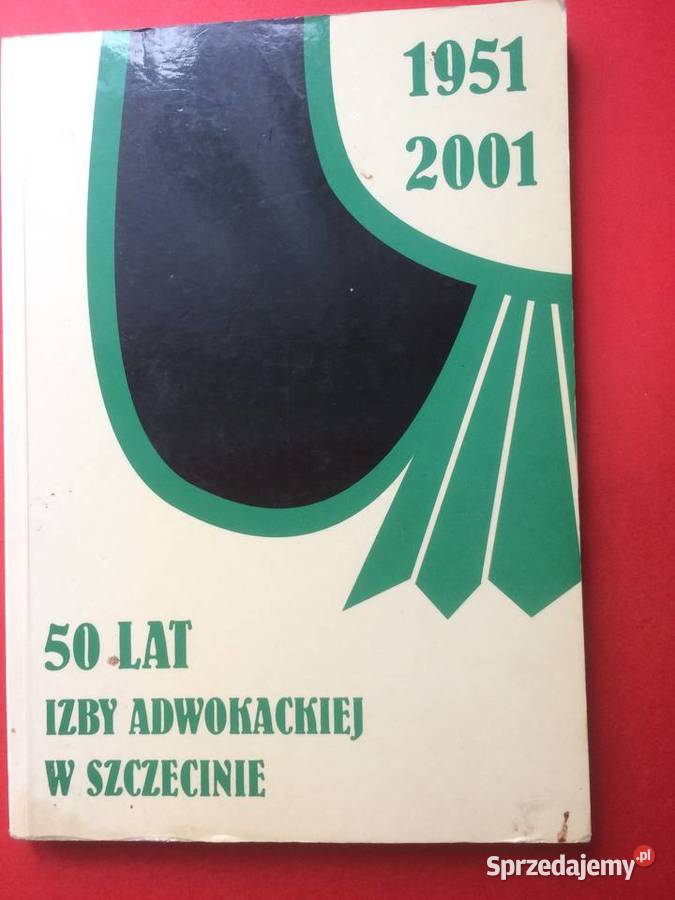 1951
2001
50 LAT
IZBY ADWOKACKIEJ
W SZCZECINIE
Sprzedajemy.pl